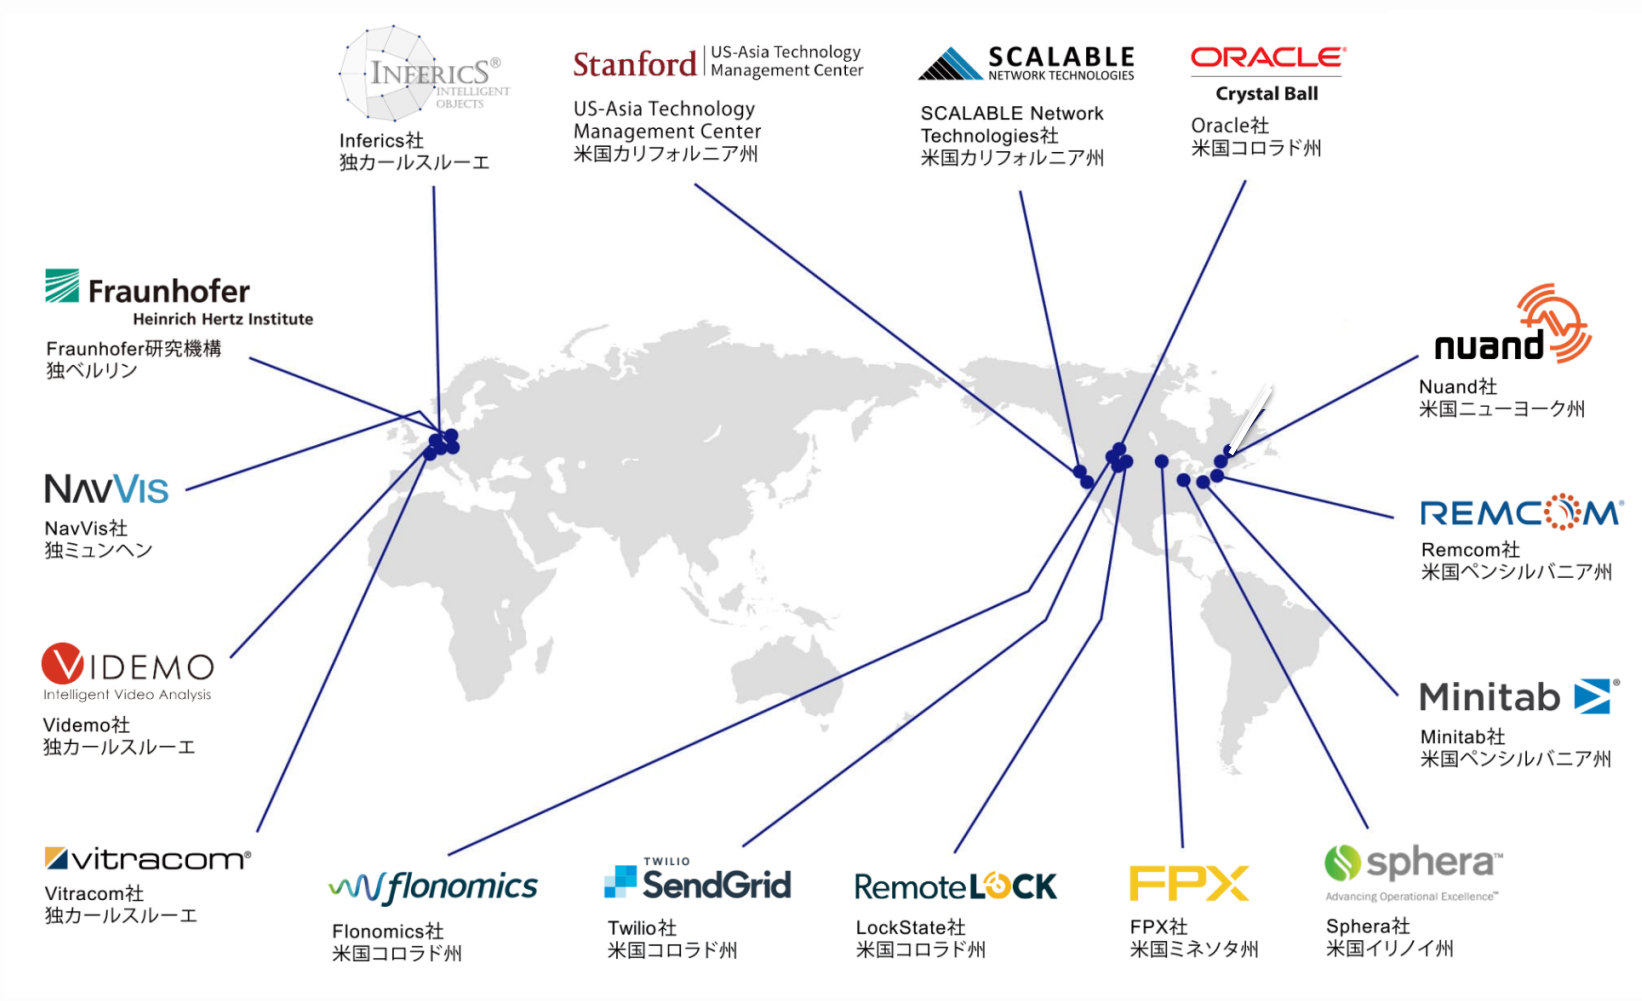 INFERICS®
INTELLIGENT
OBJECTS
Inferics社
独カールスルーエ
Stanford
US-Asia Technology
Management Center
US-Asia Technology
Management Center
米国カリフォルニア州
SCALABLE
NETWORK TECHNOLOGIES
SCALABLE Network
Technologies社
米国カリフォルニア州
ORACLE®
Crystal Ball
Oracle社
米国コロラド州
Fraunhofer
Heinrich Hertz Institute
Fraunhofer研究機構
独ベルリン
nuand
Nuand社
米国ニューヨーク州
NAVVIS
NavVis社
独ミュンヘン
REMCOM®
Remcom社
米国ペンシルバニア州
VIDEMO
Intelligent Video Analysis
Videmo社
独カールスルーエ
Minitab®
Minitab社
米国ペンシルバニア州
vitracom®
Vitracom社
独カールスルーエ
flonomics
Flonomics社
米国コロラド州
TWILIO
SendGrid
Twilio社
米国コロラド州
RemoteLOCK
LockState社
米国コロラド州
FPX
FPX社
米国ミネソタ州
sphera™
Advancing Operational Excellence™
Sphera社
米国イリノイ州